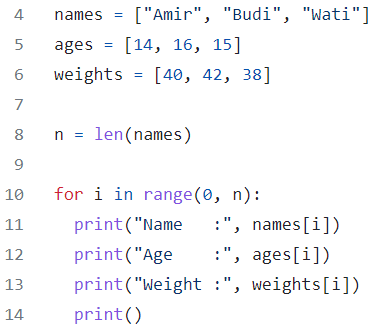 4 names = ["Amir", "Budi", "Wati"]
5 ages = [14, 16, 15]
6 weights = [40, 42, 38]
7
8 n = len(names)
9
10 for i in range(0, n):
11   print("Name   :", names[i])
12   print("Age    :", ages[i])
13   print("Weight :", weights[i])
14   print()